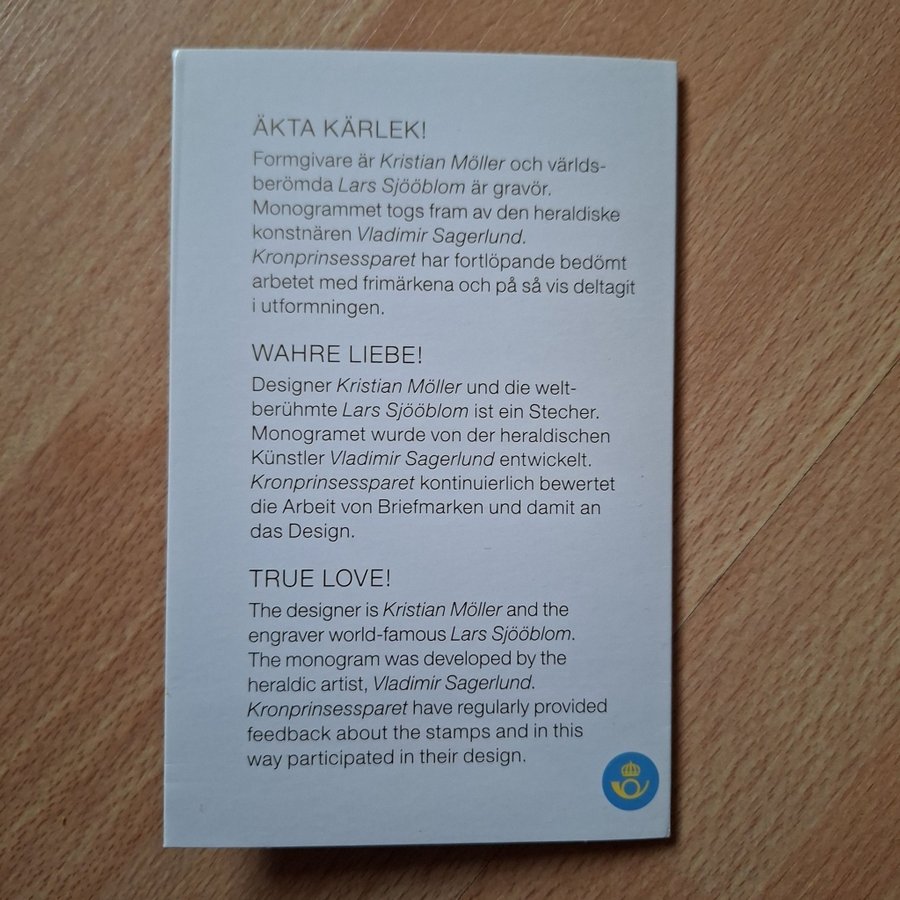 ÄKTA KÄRLEK!
Formgivare är Kristian Möller och världs-
berömda Lars Sjööblom är gravör.
Monogrammet togs fram av den heraldiske
konstnären Vladimir Sagerlund.
Kronprinsessparet har fortlöpande bedömt
arbetet med frimärkena och på så vis deltagit
i utformningen.
WAHRE LIEBE!
Designer Kristian Möller und die welt-
berühmte Lars Sjööblom ist ein Stecher.
Monogramet wurde von der heraldischen
Künstler Vladimir Sagerlund entwickelt.
Kronprinsessparet kontinuierlich bewertet
die Arbeit von Briefmarken und damit an
das Design.
TRUE LOVE!
The designer is Kristian Möller and the
engraver world-famous Lars Sjööblom.
The monogram was developed by the
heraldic artist, Vladimir Sagerlund.
Kronprinsessparet have regularly provided
feedback about the stamps and in this
way participated in their design.